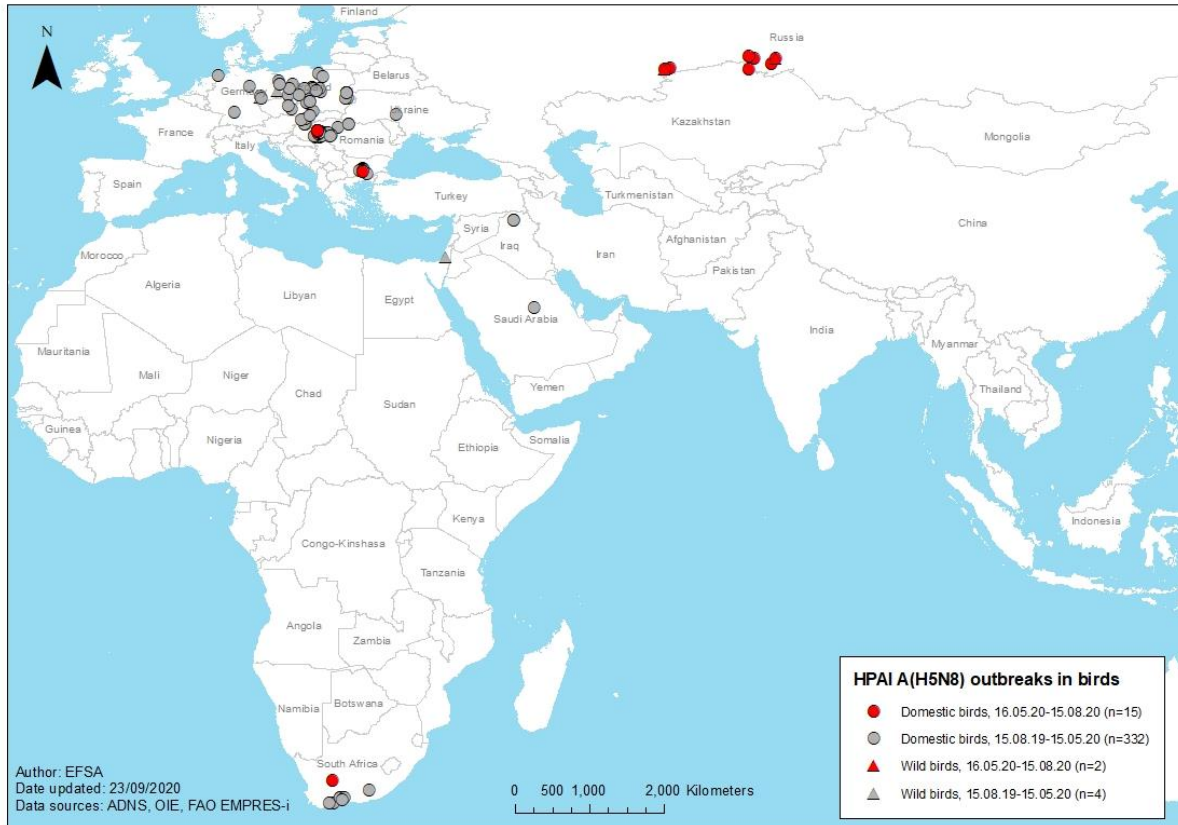 N
Finland
Russia
Belarus
Germany
Ukraine
Kazakhstan
France
Mongolia
Romania
Italy
Spain
Turkey
Turkmenistan
China
Syria
Afghanistan
Iraq
Iran
Morocco
Pakistan
Algeria
Libyan
Egypt
Saudi Arabia
India
Myanmar
Mauritania
Mali
Niger
Chad
Sudan
Yemen
Thailand
Guinea
Nigeria
Ethiopia
Somalia
Kenya
Indonesia
Congo-Kinshasa
Tanzania
Angola
Zambia
Namibia
Botswana
South Africa
HPAI A(H5N8) outbreaks in birds
Domestic birds, 16.05.20-15.08.20 (n=15)
Domestic birds, 15.08.19-15.05.20 (n=332)
Wild birds, 16.05.20-15.08.20 (n=2)
Wild birds, 15.08.19-15.05.20 (n=4)
Author: EFSA
Date updated: 23/09/2020
Data sources: ADNS, OIE, FAO EMPRES-i
0 500 1,000 2,000 Kilometers